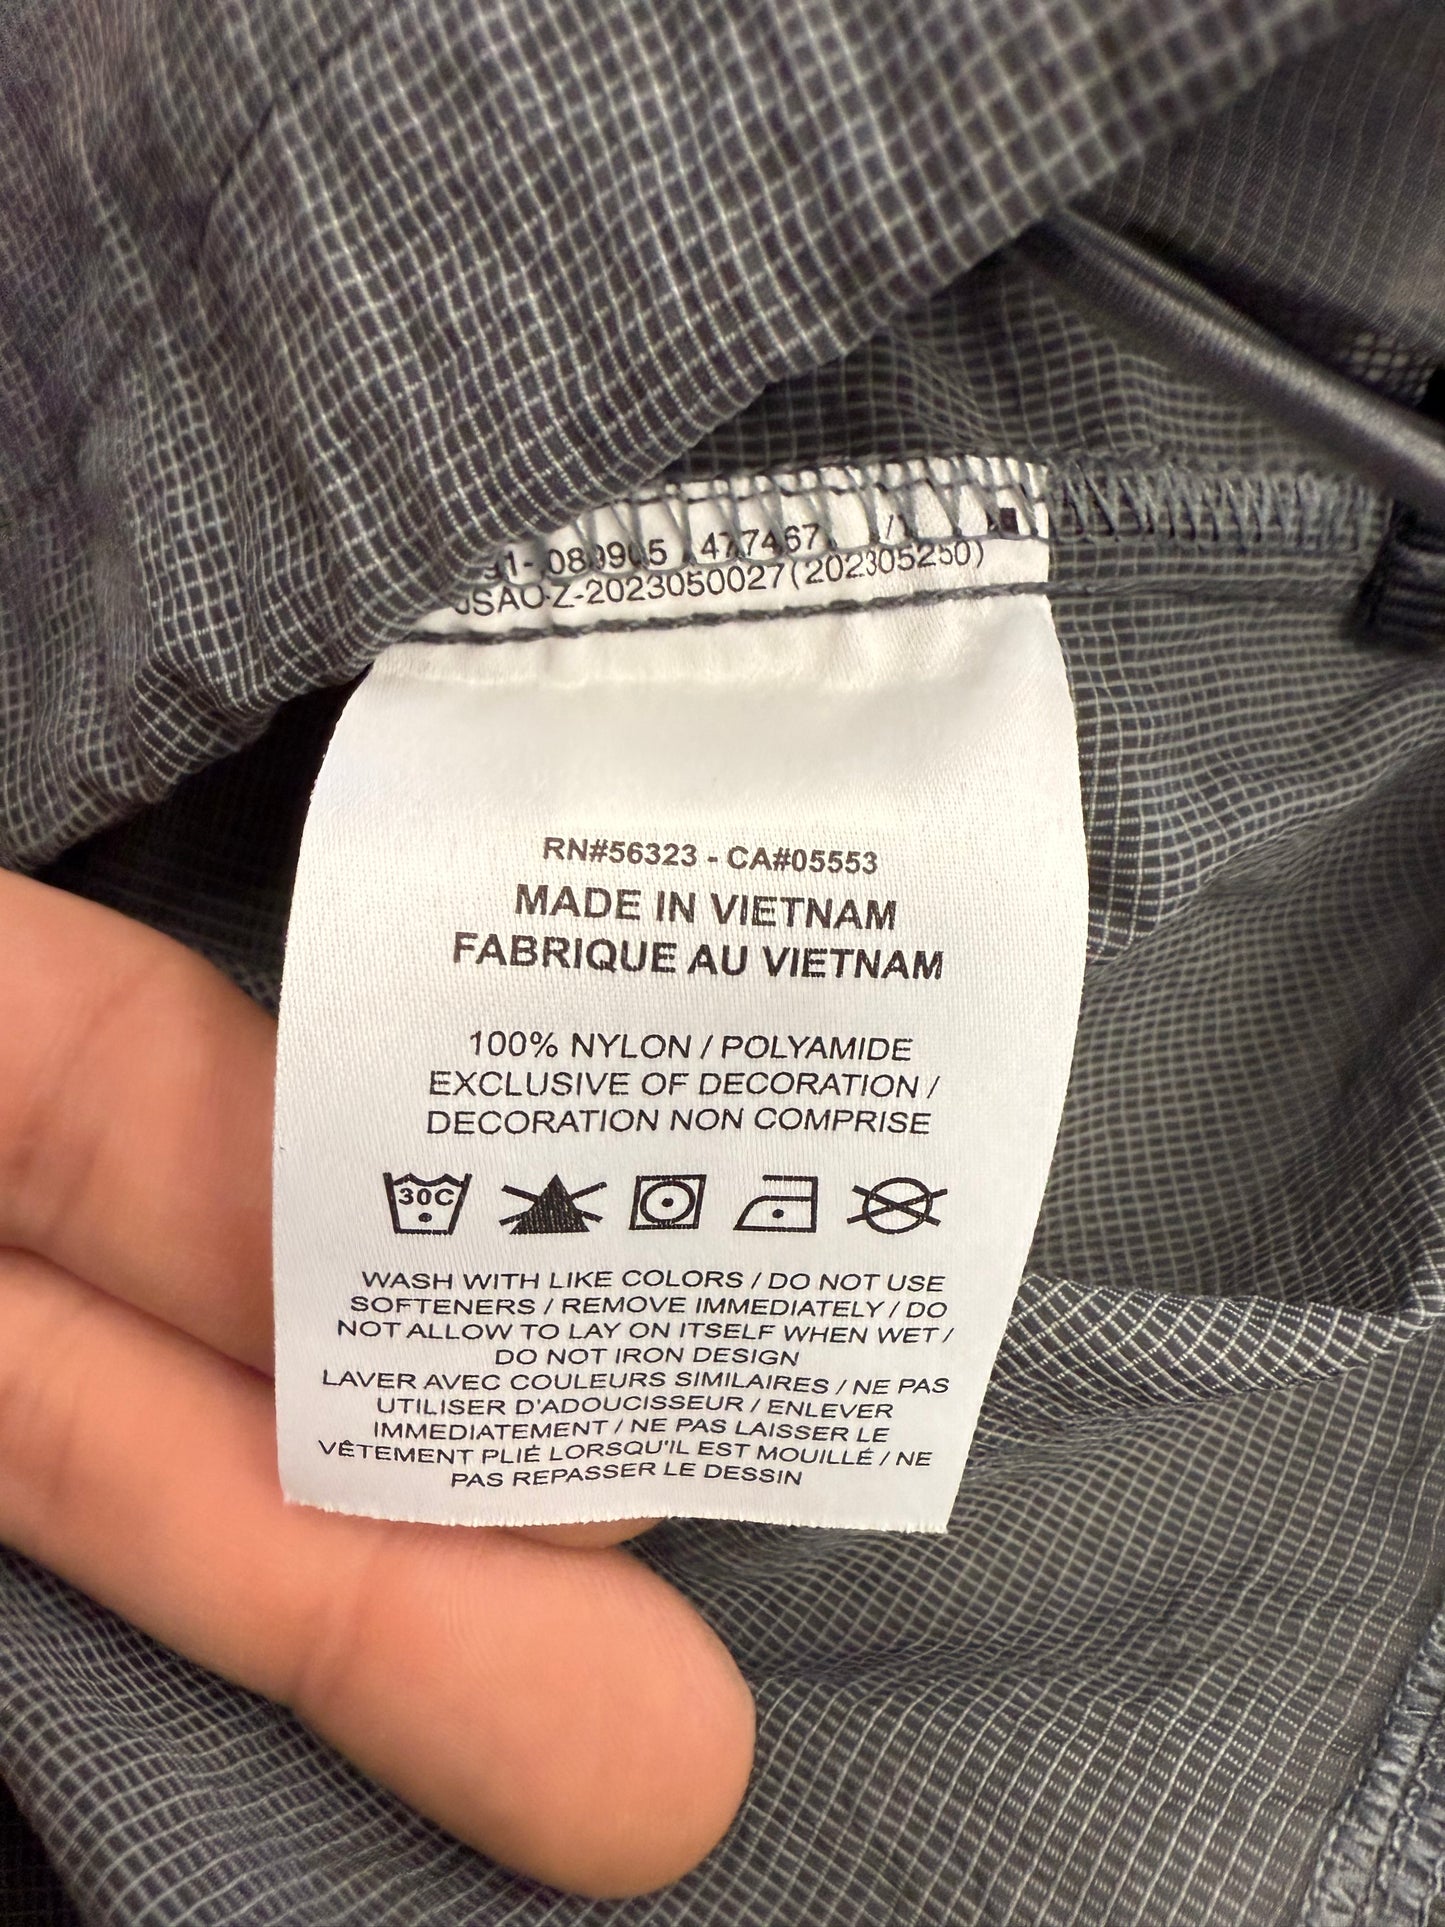 477467
-2023050027(202305250)
RN#56323 - CA#05553
MADE IN VIETNAM
FABRIQUE AU VIETNAM
100% NYLON / POLYAMIDE
EXCLUSIVE OF DECORATION /
DECORATION NON COMPRISE
30C
WASH WITH LIKE COLORS / DO NOT USE
SOFTENERS / REMOVE IMMEDIATELY / DO
NOT ALLOW TO LAY ON ITSELF WHEN WET /
DO NOT IRON DESIGN
LAVER AVEC COULEURS SIMILAIRES / NE PAS
UTILISER D'ADOUCISSEUR / ENLEVER
IMMEDIATEMENT / NE PAS LAISSER LE
VÊTEMENT PLIÉ LORSQU'IL EST MOUILLÉ / NE
PAS REPASSER LE DESSIN